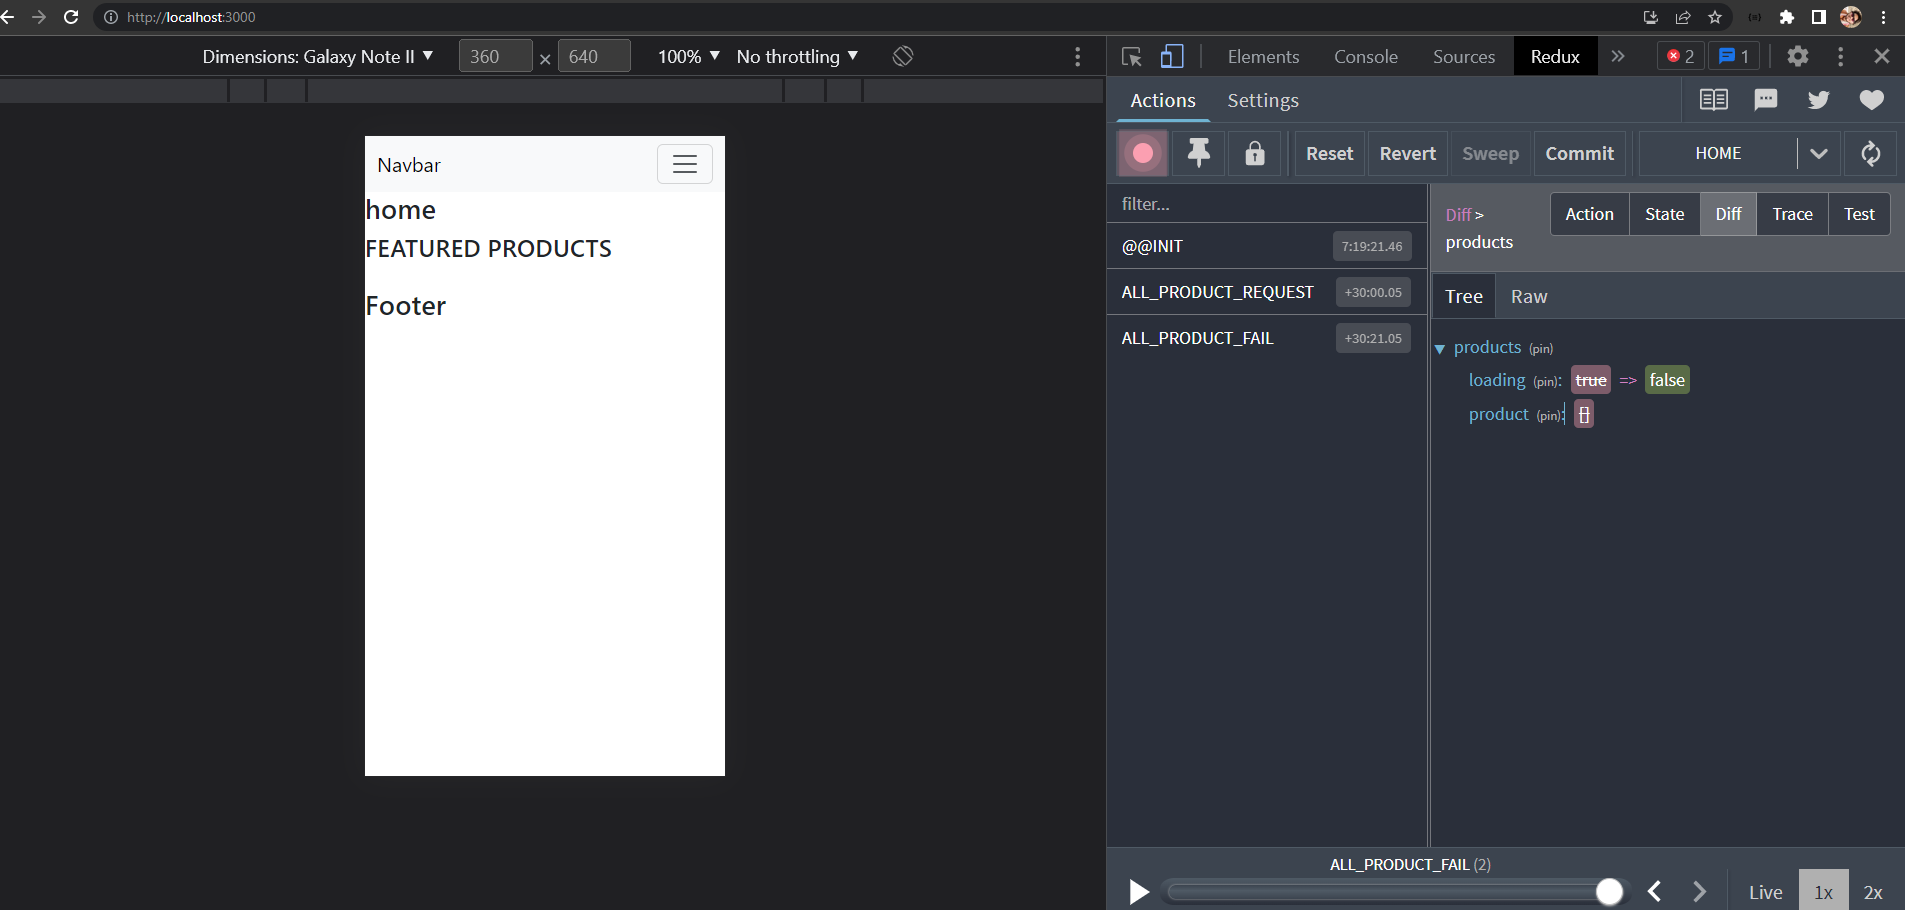 http://localhost:3000
Dimensions: Galaxy Note II ▼ 360 × 640 100% ▼ No throttling ▼
Elements Console Sources Redux » 2 1
Actions Settings
Reset Revert Sweep Commit HOME
Navbar
home
FEATURED PRODUCTS
Footer
filter...
@@INIT 7:19:21.46
ALL_PRODUCT_REQUEST +30:00.05
ALL_PRODUCT_FAIL +30:21.05
Diff >
products
Action State Diff Trace Test
Tree Raw
▼ products (pin)
loading (pin): true => false
product (pin): []
ALL_PRODUCT_FAIL (2)
Live 1x 2x